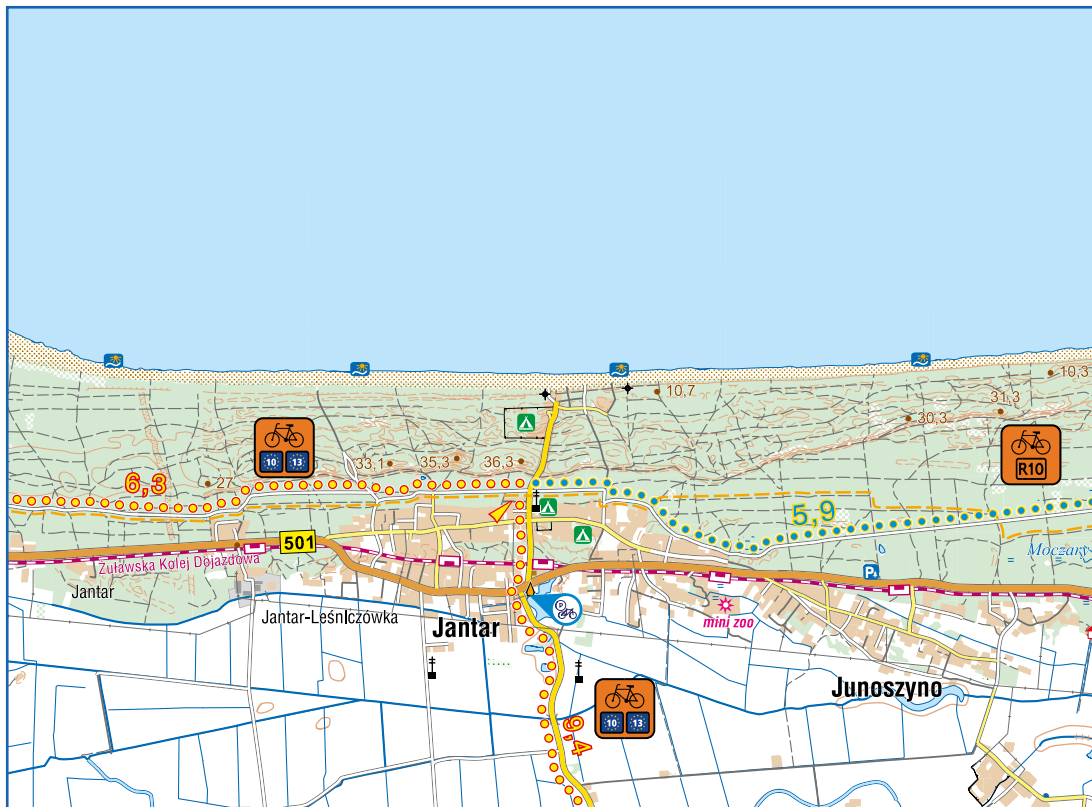 10,3
10,7
31,3
30,3
10 13
33,1
35,3
36,3
R10
6,3
27
5,9
501
Moczary
Żuławska Kolej Dojazdowa
P
Jantar
Jantar-Leśniczówka
P
mini zoo
Jantar
Junoszyno
10 13
9,4